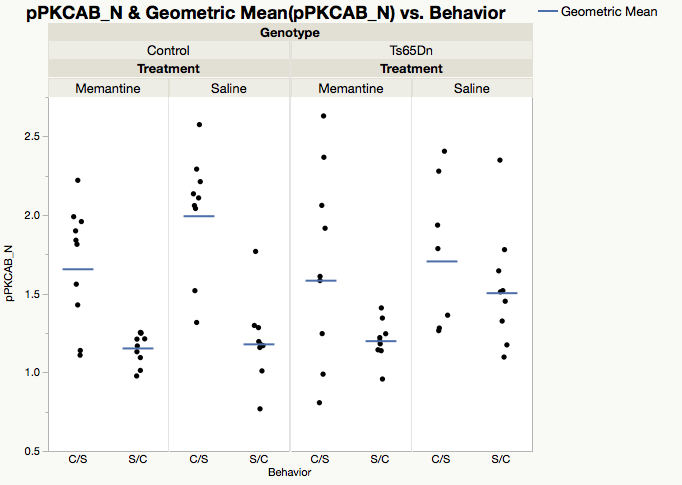 pPKCAB_N & Geometric Mean(pPKCAB_N) vs. Behavior
Geometric Mean
Genotype
Control Ts65Dn
Treatment Treatment
Memantine Saline Memantine Saline
pPKCAB_N
2.5
2.0
1.5
1.0
0.5
C/S S/C C/S S/C C/S S/C C/S S/C
Behavior